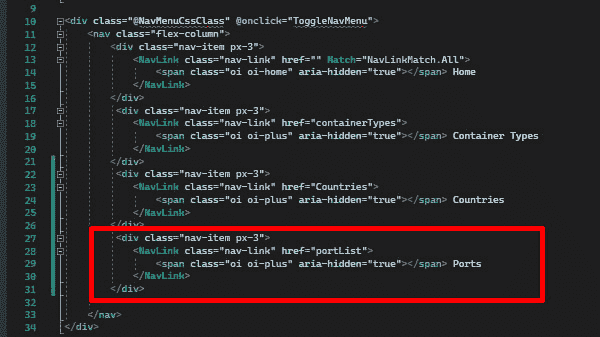 9
10 <div class="@NavMenuCssClass" @onclick="ToggleNavMenu">
11 <nav class="flex-column">
12 <div class="nav-item px-3">
13 <NavLink class="nav-link" href="" Match="NavLinkMatch.All">
14 <span class="oi oi-home" aria-hidden="true"></span> Home
15 </NavLink>
16 </div>
17 <div class="nav-item px-3">
18 <NavLink class="nav-link" href="containerTypes">
19 <span class="oi oi-plus" aria-hidden="true"></span> Container Types
20 </NavLink>
21 </div>
22 <div class="nav-item px-3">
23 <NavLink class="nav-link" href="Countries">
24 <span class="oi oi-plus" aria-hidden="true"></span> Countries
25 </NavLink>
26 </div>
27 <div class="nav-item px-3">
28 <NavLink class="nav-link" href="portList">
29 <span class="oi oi-plus" aria-hidden="true"></span> Ports
30 </NavLink>
31 </div>
32
33 </nav>
34 </div>